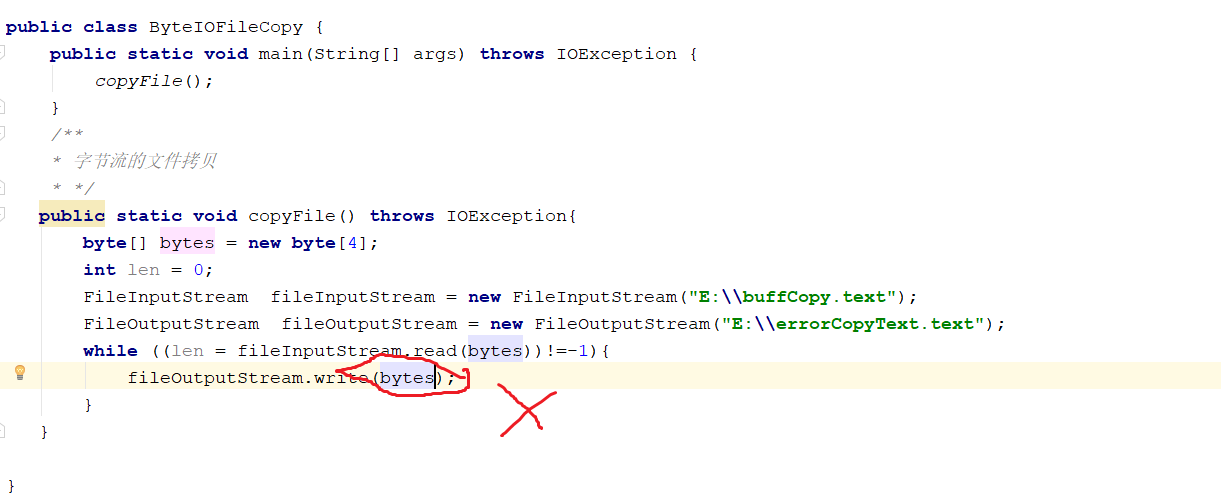 public class ByteIOFileCopy {
public static void main(String[] args) throws IOException {
copyFile();
}
/**
* 字节流的文件拷贝
* */
public static void copyFile() throws IOException{
byte[] bytes = new byte[4];
int len = 0;
FileInputStream  fileInputStream = new FileInputStream("E:\\buffCopy.text");
FileOutputStream  fileOutputStream = new FileOutputStream("E:\\errorCopyText.text");
while ((len = fileInputStream.read(bytes))!=-1){
fileOutputStream.write(bytes);
}
}
}